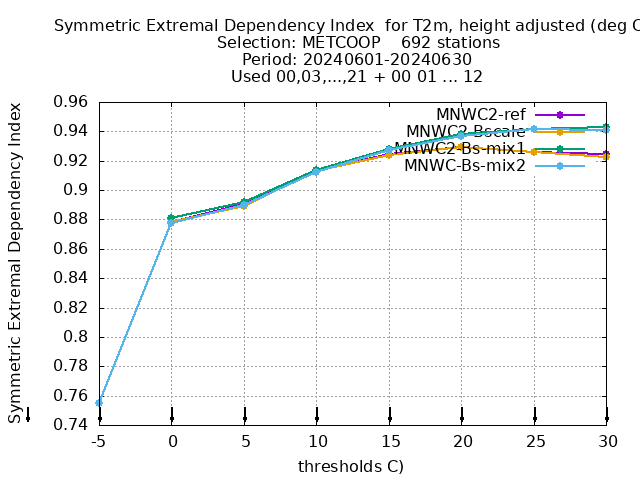 Symmetric Extremal Dependency Index  for T2m, height adjusted (deg C
Selection: METCOOP    692 stations
Period: 20240601-20240630
Used 00,03,...,21 + 00 01 ... 12
Symmetric Extremal Dependency Index
0.96
0.94
0.92
0.9
0.88
0.86
0.84
0.82
0.8
0.78
0.76
0.74
MNWC2-ref
MNWC2-Bscale
MNWC2-Bs-mix1
MNWC-Bs-mix2
-5 0 5 10 15 20 25 30
thresholds C)